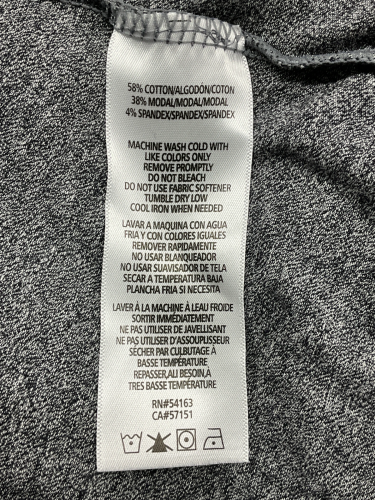 58% COTTON/ALGODÓN/COTON
38% MODAL/MODAL/MODAL
4% SPANDEX/SPANDEX/SPANDEX
MACHINE WASH COLD WITH
LIKE COLORS ONLY
REMOVE PROMPTLY
DO NOT BLEACH
DO NOT USE FABRIC SOFTENER
TUMBLE DRY LOW
COOL IRON WHEN NEEDED
LAVAR A MAQUINA CON AGUA
FRIA Y CON COLORES IGUALES
REMOVER RAPIDAMENTE
NO USAR BLANQUEADOR
NO USAR SUAVISADOR DE TELA
SECAR A TEMPERATURA BAJA
PLANCHA FRIA SI NECESITA
LAVER À LA MACHINE À LEAU FROIDE
SORTIR IMMÉDIATEMENT
NE PAS UTILISER DE JAVELLISANT
NE PAS UTILISER D'ASSOUPLISSEUR
SÉCHER PAR CULBUTAGE À
BASSE TEMPÉRATURE
REPASSER, AU BESOIN, À
TRES BASSE TEMPÉRATURE
RN#54163
CA#57151